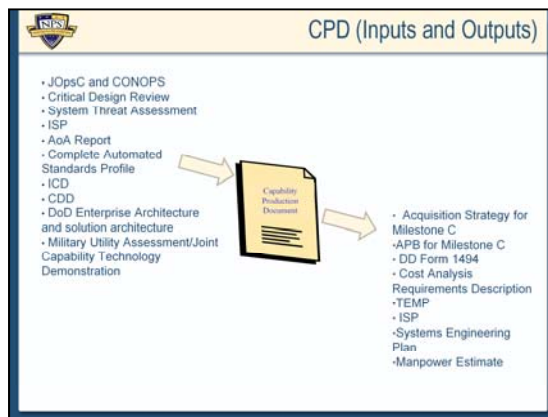 NPS
CPD (Inputs and Outputs)
• JOpsC and CONOPS
• Critical Design Review
• System Threat Assessment
• ISP
• AoA Report
• Complete Automated
Standards Profile
• ICD
• CDD
• DoD Enterprise Architecture
and solution architecture
• Military Utility Assessment/Joint
Capability Technology
Demonstration
Capability
Production
Document
• Acquisition Strategy for
Milestone C
•APB for Milestone C
• DD Form 1494
• Cost Analysis
Requirements Description
•TEMP
• ISP
•Systems Engineering
Plan
•Manpower Estimate